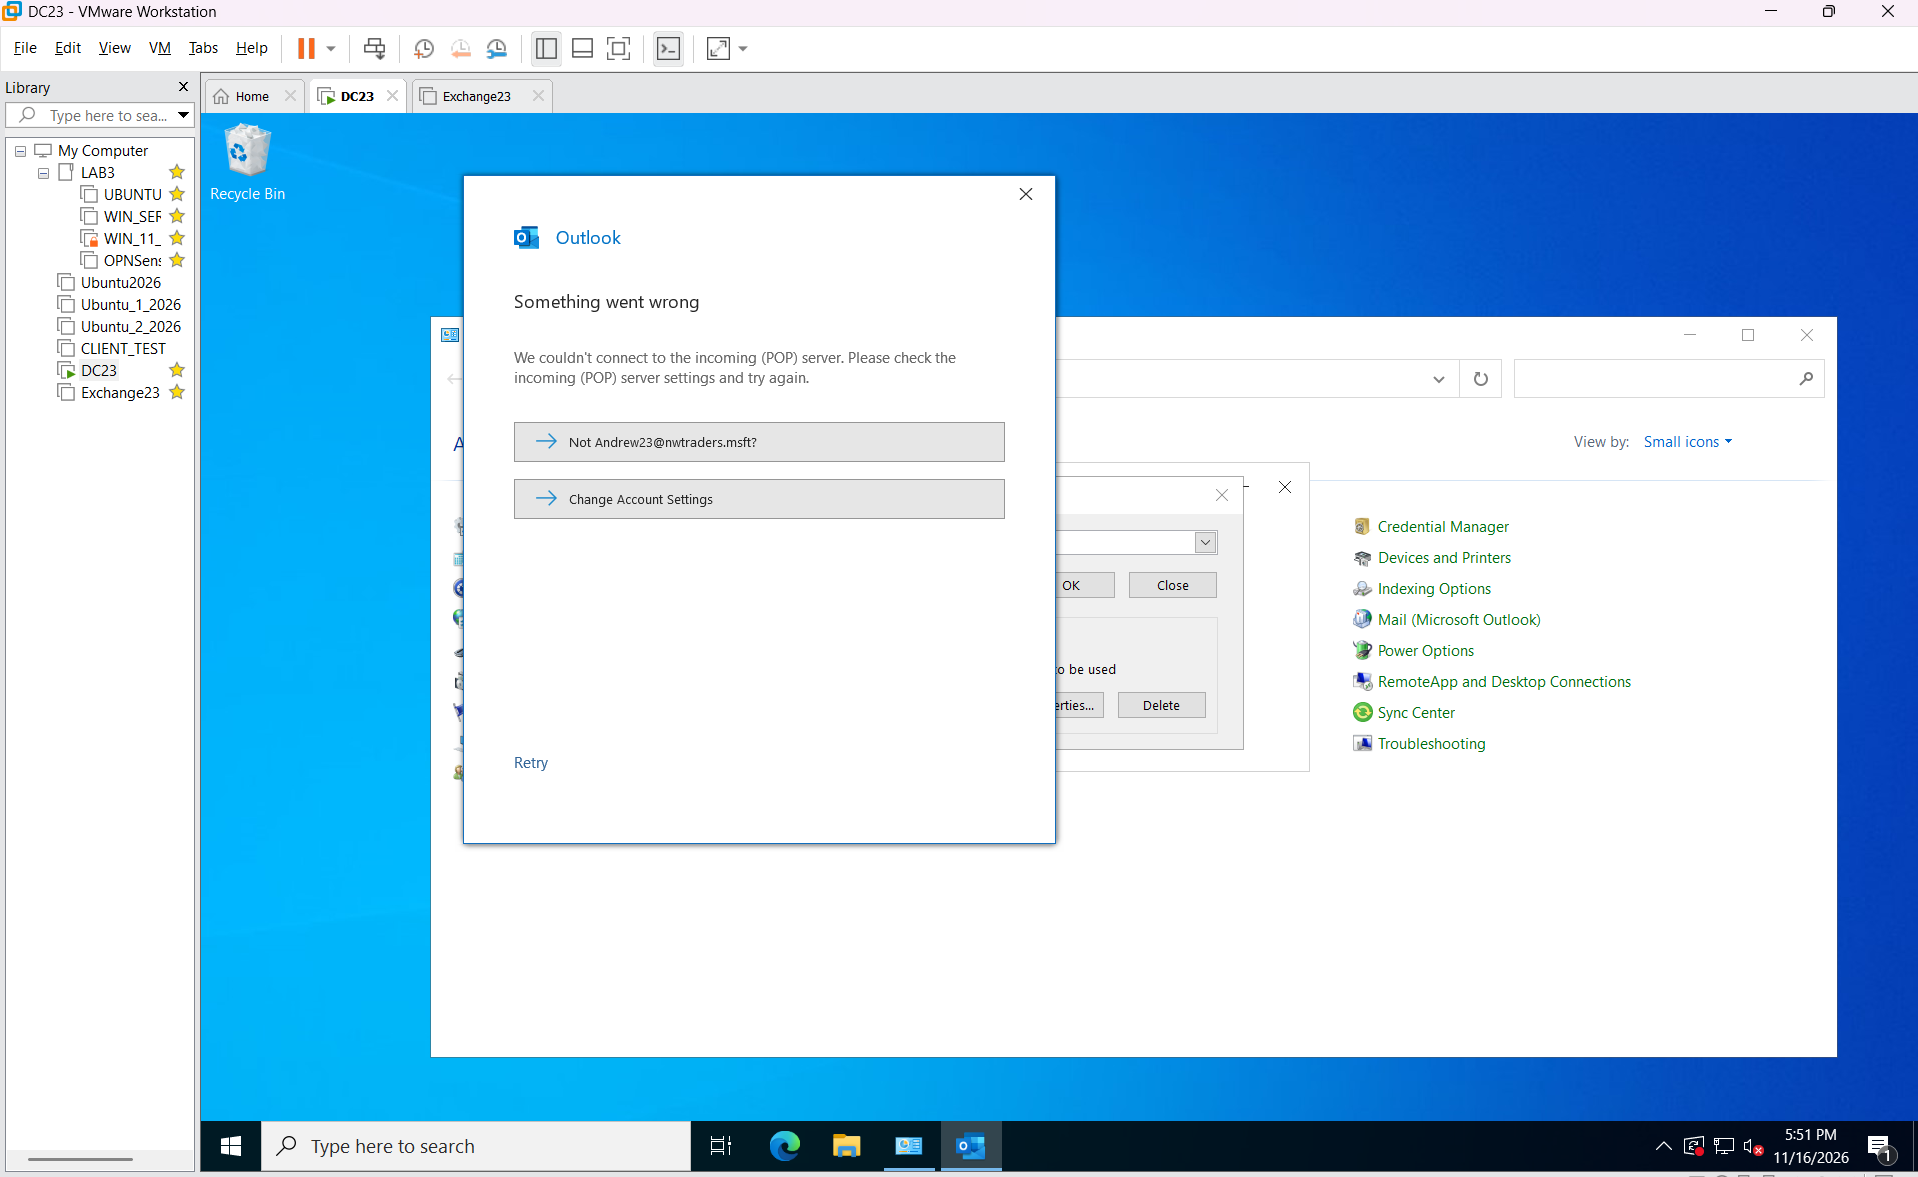 DC23 - VMware Workstation
File Edit View VM Tabs Help
Library
Type here to sea...
Home
DC23
Exchange23
My Computer
LAB3
UBUNTU
WIN_SER
WIN_11_
OPNSens
Ubuntu2026
Ubuntu_1_2026
Ubuntu_2_2026
CLIENT_TEST
DC23
Exchange23
Recycle Bin
Outlook
Something went wrong
We couldn't connect to the incoming (POP) server. Please check the
incoming (POP) server settings and try again.
Not Andrew23@nwtraders.msft?
Change Account Settings
Retry
View by: Small icons
OK
Close
to be used
erties...
Delete
Credential Manager
Devices and Printers
Indexing Options
Mail (Microsoft Outlook)
Power Options
RemoteApp and Desktop Connections
Sync Center
Troubleshooting
Type here to search
5:51 PM
11/16/2026
1